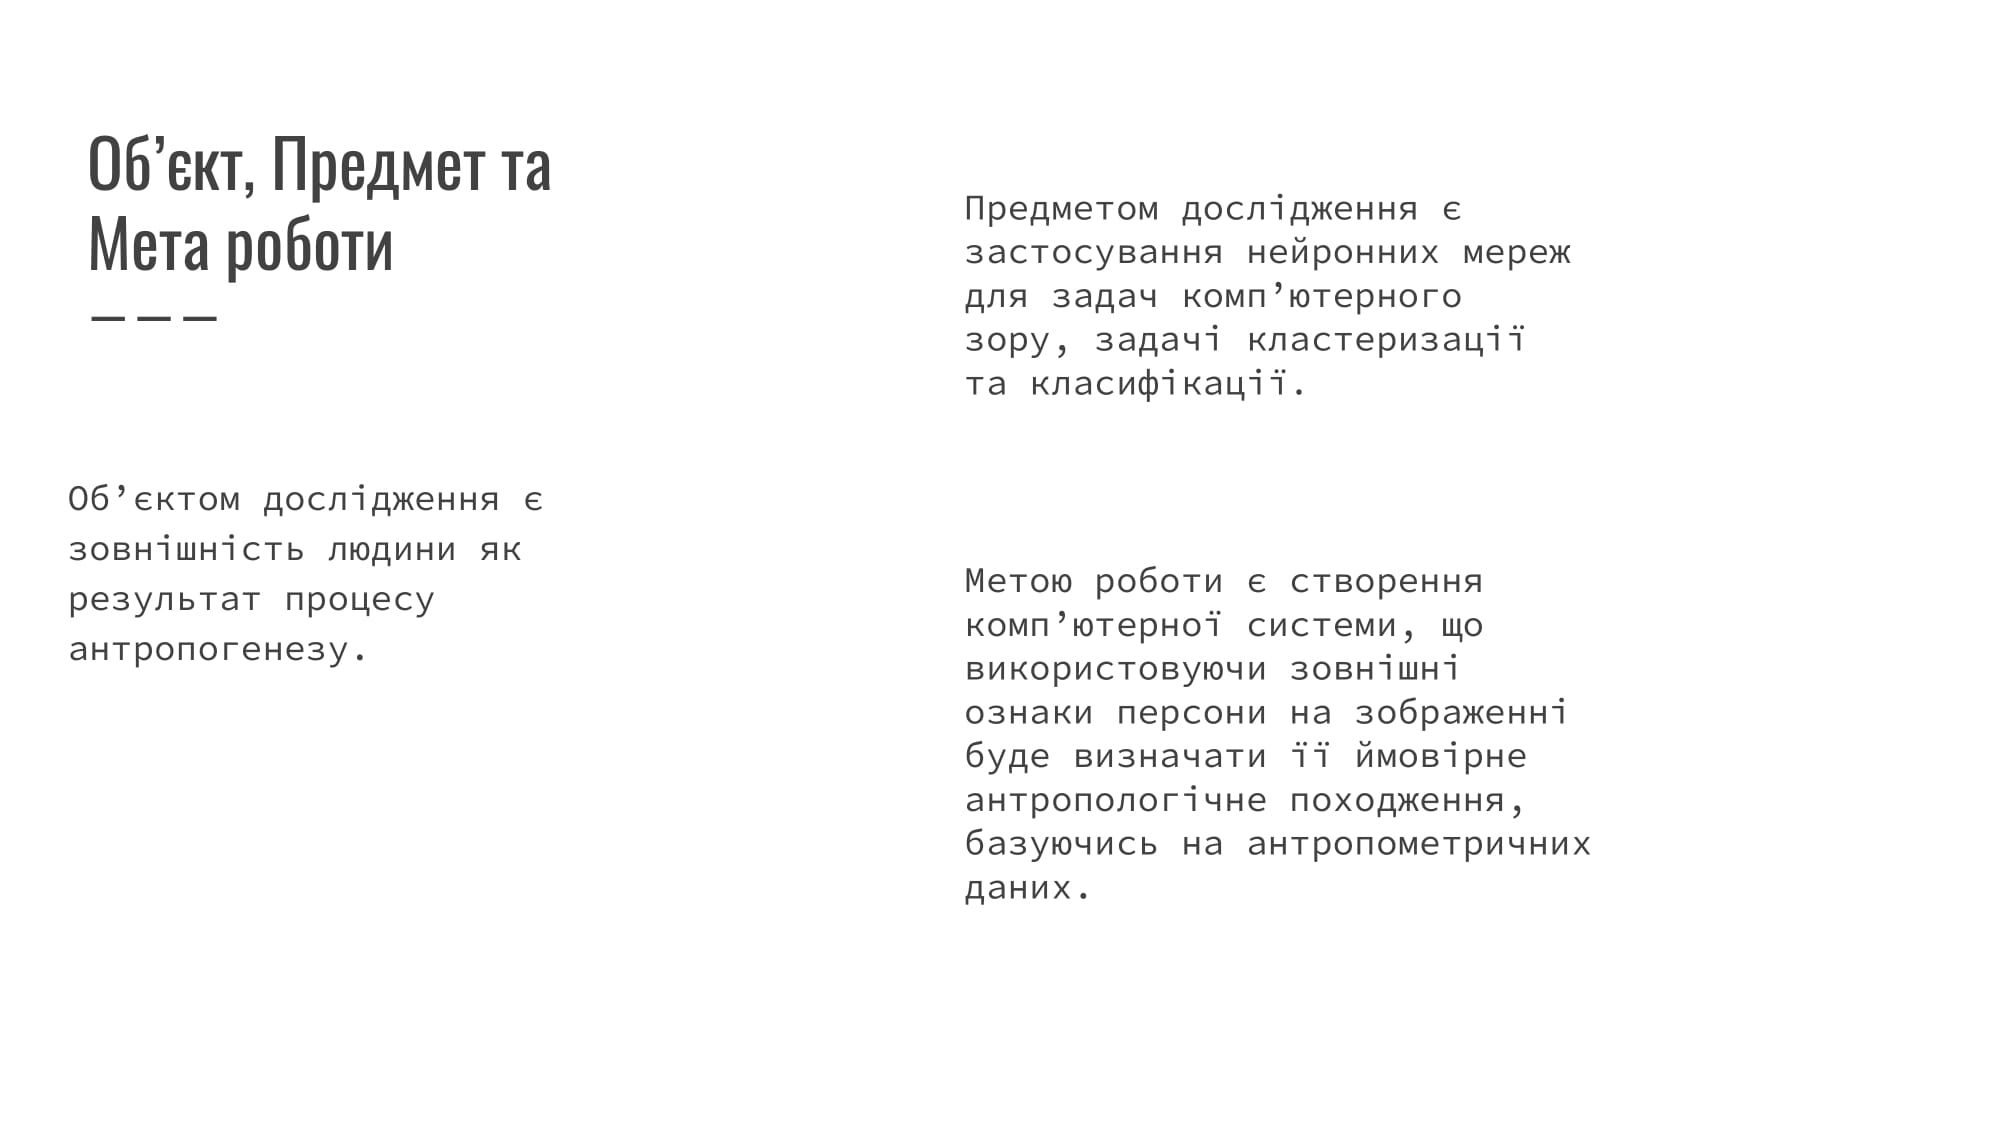 Об’єкт, Предмет та
Мета роботи
Об’єктом дослідження є
зовнішність людини як
результат процесу
антропогенезу.
Предметом дослідження є
застосування нейронних мереж
для задач комп’ютерного
зору, задачі кластеризації
та класифікації.
Метою роботи є створення
комп’ютерної системи, що
використовуючи зовнішні
ознаки персони на зображенні
буде визначати її ймовірне
антропологічне походження,
базуючись на антропометричних
даних.